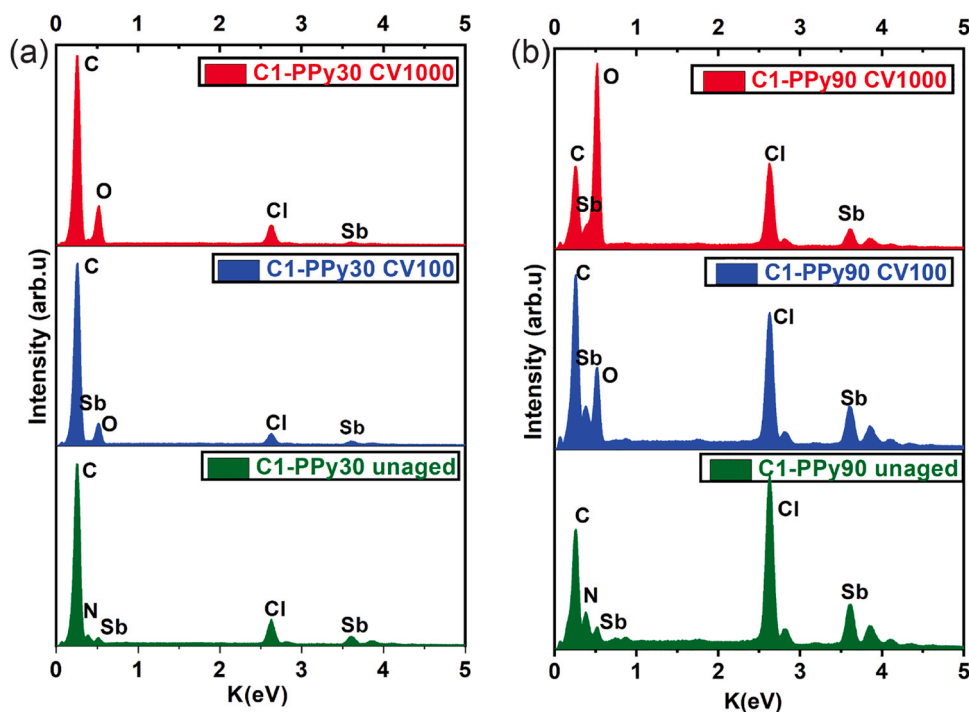 (a)
0 1 2 3 4 5
C1-PPy30 CV1000
C
O
Cl
Sb
C1-PPy30 CV100
C
Sb
O
Cl
Sb
C1-PPy30 unaged
C
N
Sb
Cl
Sb
Intensity (arb.u)
0 1 2 3 4 5
K(eV)
(b)
0 1 2 3 4 5
C1-PPy90 CV1000
O
C
Sb
Cl
Sb
C1-PPy90 CV100
C
Sb
O
Cl
Sb
C1-PPy90 unaged
C
N
Sb
Cl
Sb
Intensity (arb.u)
0 1 2 3 4 5
K(eV)